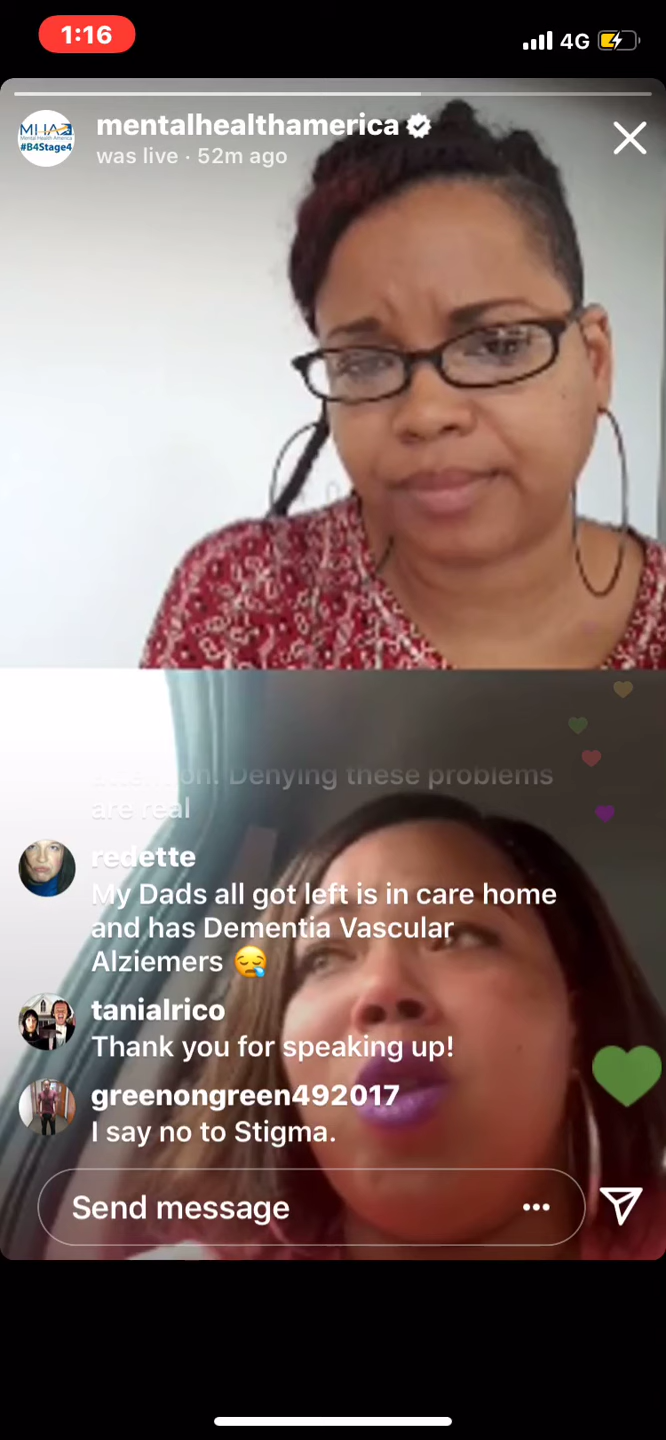 1:16
4G
MHA
Mental Health America
#B4Stage4
mentalhealthamerica
was live · 52m ago
Denying these problems
are real
redette
My Dads all got left is in care home
and has Dementia Vascular
Alziemers 😪
tanialrico
Thank you for speaking up!
greenongreen492017
I say no to Stigma.
Send message